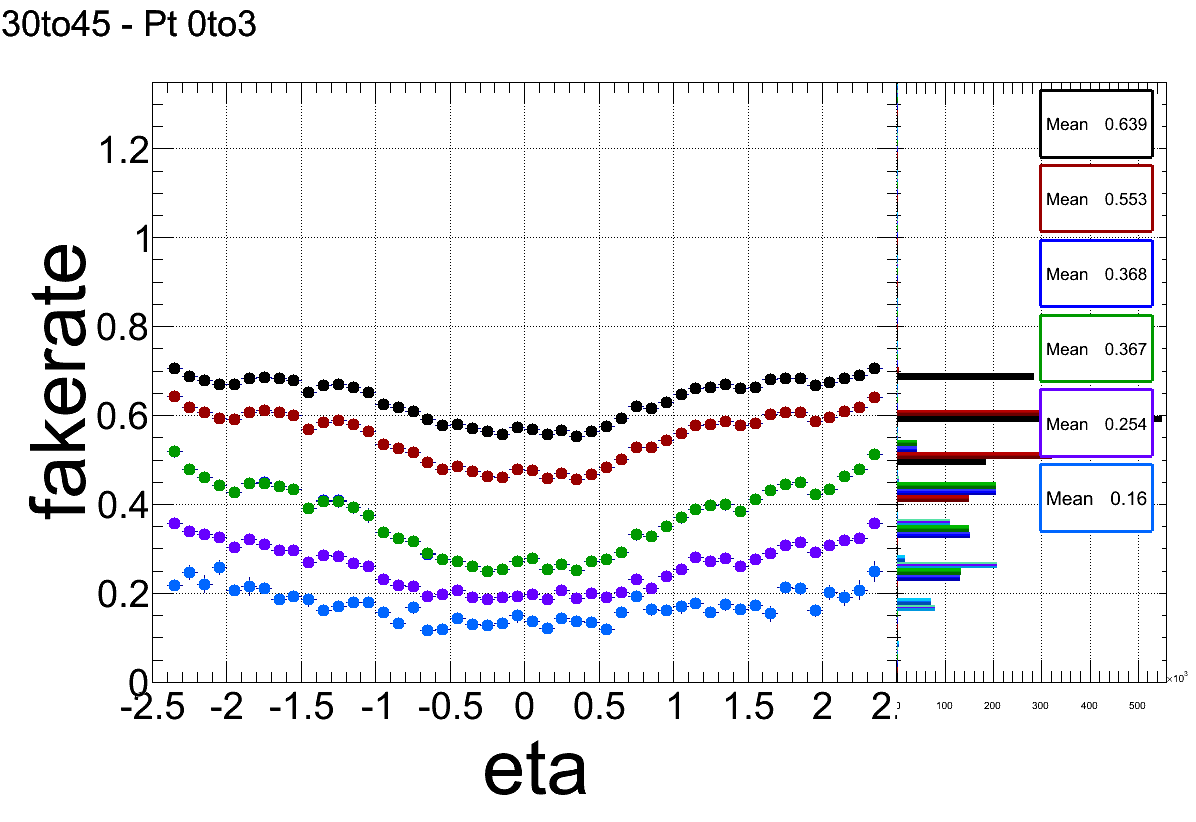 30to45 - Pt 0to3
fakerate
1.2
1
0.8
0.6
0.4
0.2
0
-2.5 -2 -1.5 -1 -0.5 0 0.5 1 1.5 2 2.
eta
Mean 0.639
Mean 0.553
Mean 0.368
Mean 0.367
Mean 0.254
Mean 0.16
100 200 300 400 500
×10³